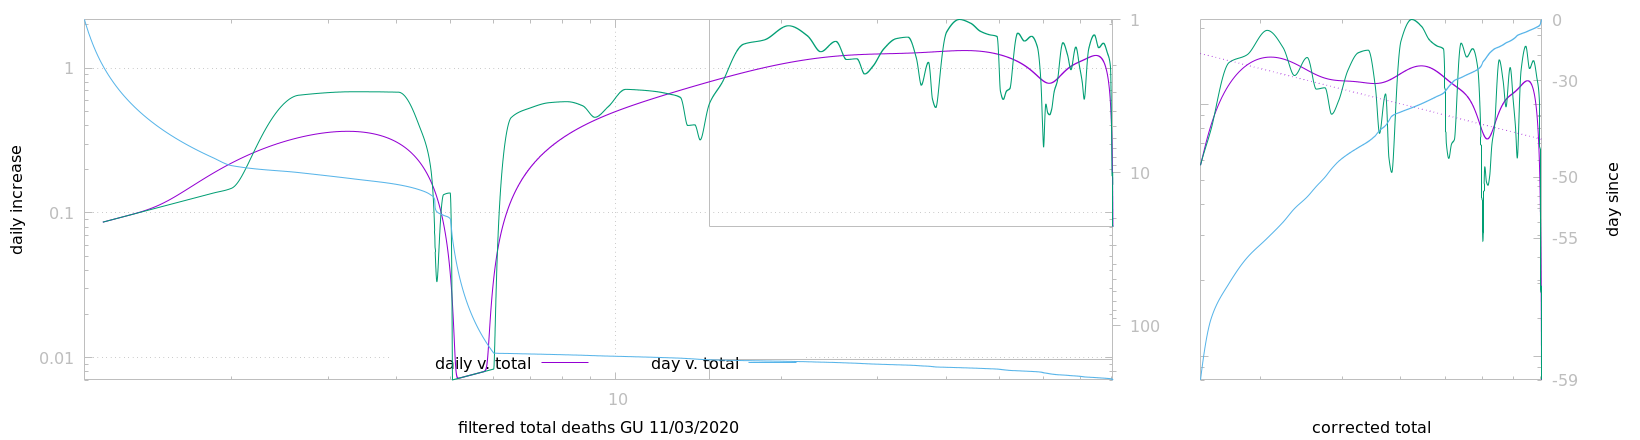 1
0
1
-30
daily increase
10
-50
day since
0.1
-55
100
0.01
daily v. total
day v. total
-59
10
filtered total deaths GU 11/03/2020
corrected total